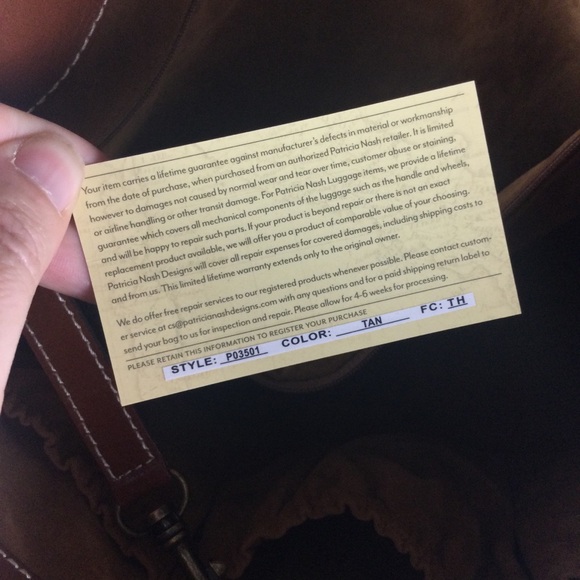 Your item carries a lifetime guarantee against manufacturer's defects in material or workmanship
from the date of purchase, when purchased from an authorized Patricia Nash retailer. It is limited
however to damages not caused by normal wear and tear over time, customer abuse or staining,
or airline handling or other transit damage. For Patricia Nash Luggage items, we provide a lifetime
guarantee which covers all mechanical components of the luggage such as the handle and wheels,
and will be happy to repair such parts. If your product is beyond repair or there is not an exact
replacement product available, we will offer you a product of comparable value of your choosing.
Patricia Nash Designs will cover all repair expenses for covered damages, including shipping costs to
and from us. This limited lifetime warranty extends only to the original owner.
We do offer free repair services to our registered products whenever possible. Please contact custom-
er service at cs@patricianashdesigns.com with any questions and for a paid shipping return label to
send your bag to us for inspection and repair. Please allow for 4-6 weeks for processing.
PLEASE RETAIN THIS INFORMATION TO REGISTER YOUR PURCHASE
STYLE: P03501 COLOR: TAN FC: TH